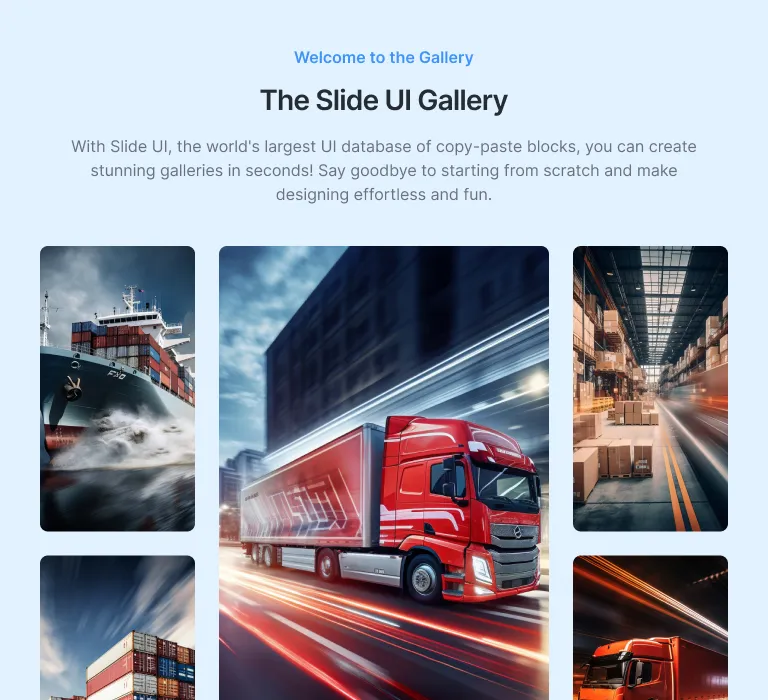 Welcome to the Gallery
The Slide UI Gallery
With Slide UI, the world's largest UI database of copy-paste blocks, you can create
stunning galleries in seconds! Say goodbye to starting from scratch and make
designing effortless and fun.